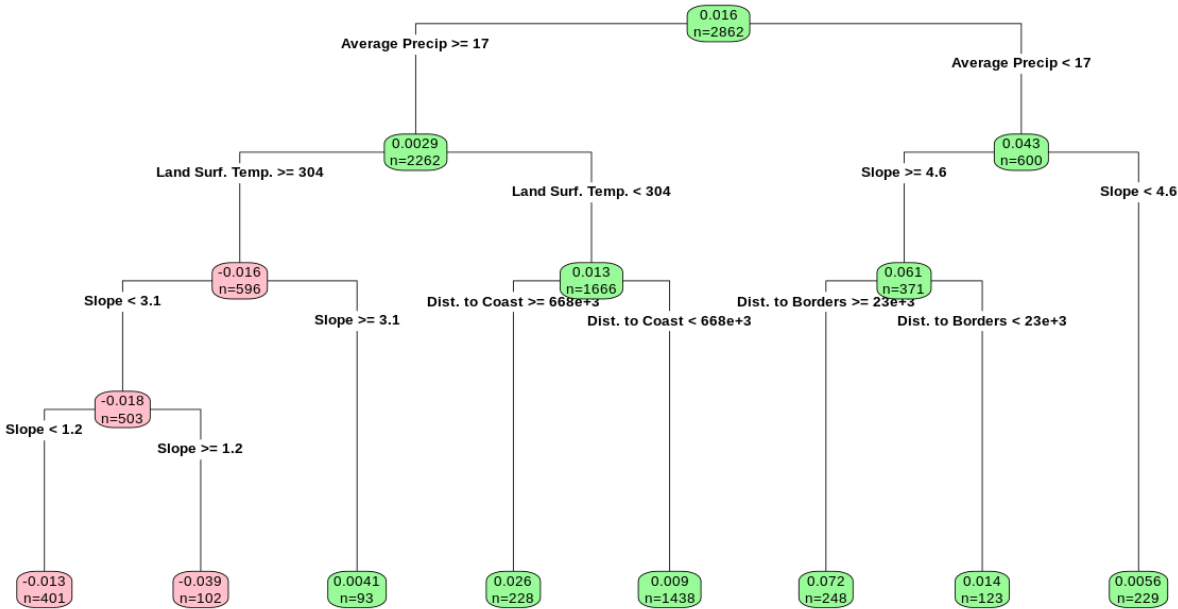 0.016
n=2862
Average Precip >= 17
Average Precip < 17
0.0029
n=2262
0.043
n=600
Land Surf. Temp. >= 304
Land Surf. Temp. < 304
Slope >= 4.6
Slope < 4.6
-0.016
n=596
0.013
n=1666
0.061
n=371
Slope < 3.1
Slope >= 3.1
Dist. to Coast >= 668e+3
Dist. to Coast < 668e+3
Dist. to Borders >= 23e+3
Dist. to Borders < 23e+3
-0.018
n=503
Slope < 1.2
Slope >= 1.2
-0.013
n=401
-0.039
n=102
0.0041
n=93
0.026
n=228
0.009
n=1438
0.072
n=248
0.014
n=123
0.0056
n=229